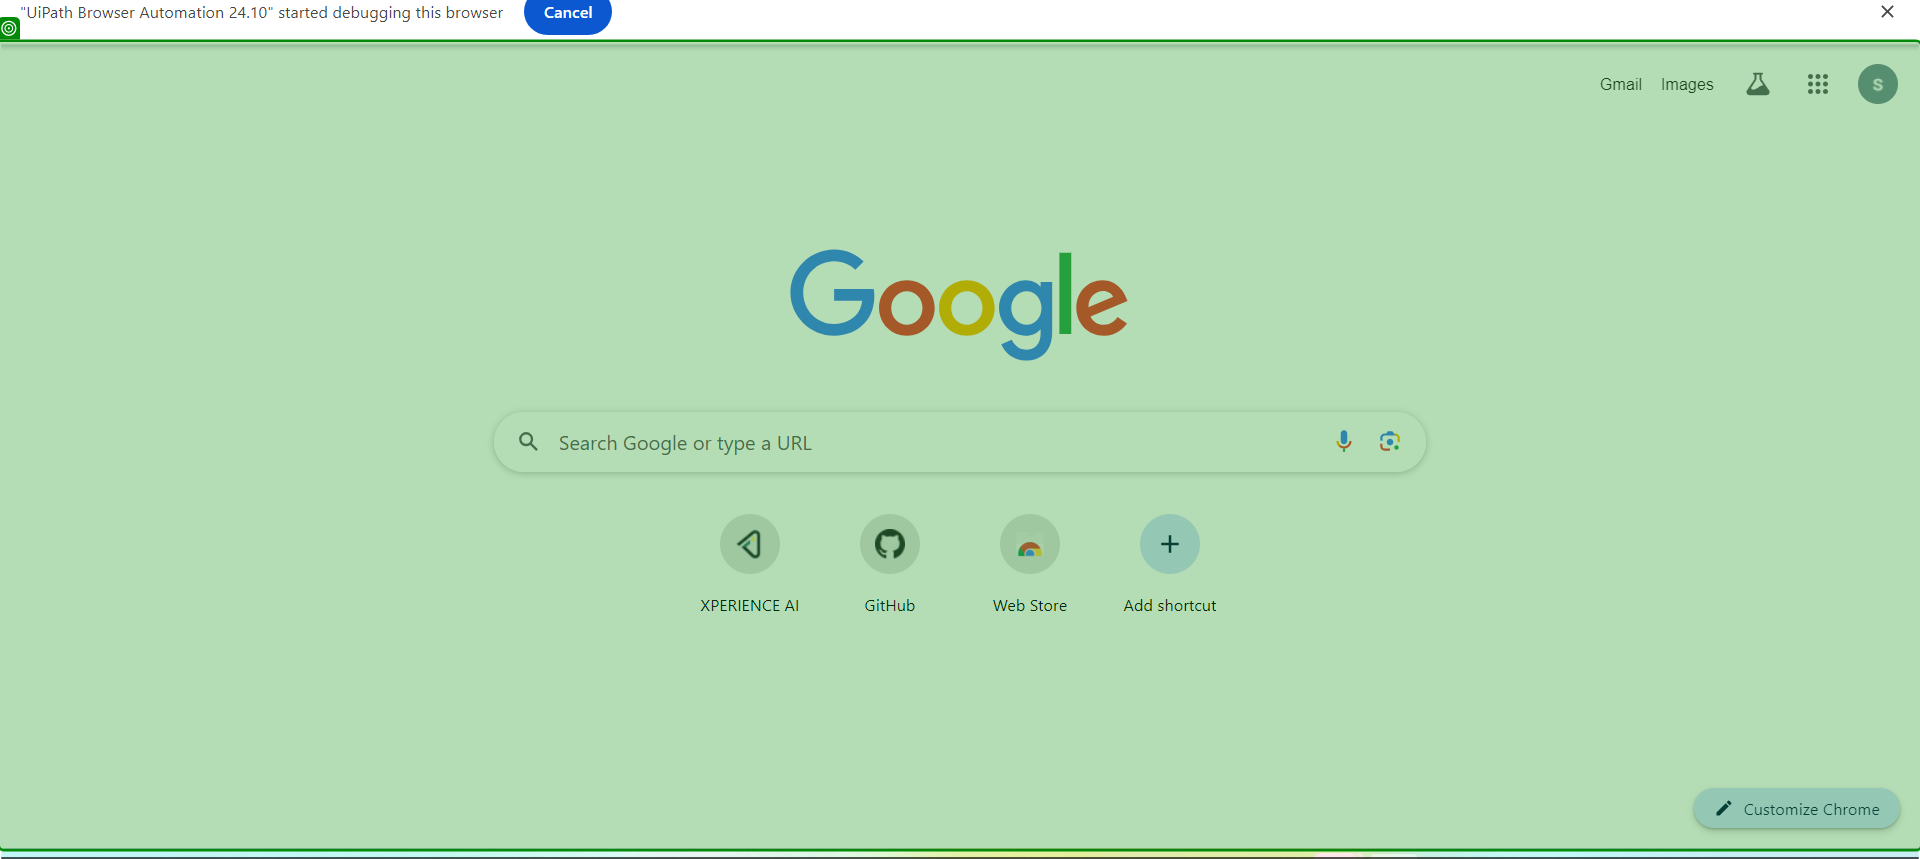 "UiPath Browser Automation 24.10" started debugging this browser
Cancel
Gmail
Images
S
Google
Search Google or type a URL
XPERIENCE AI
GitHub
Web Store
Add shortcut
Customize Chrome